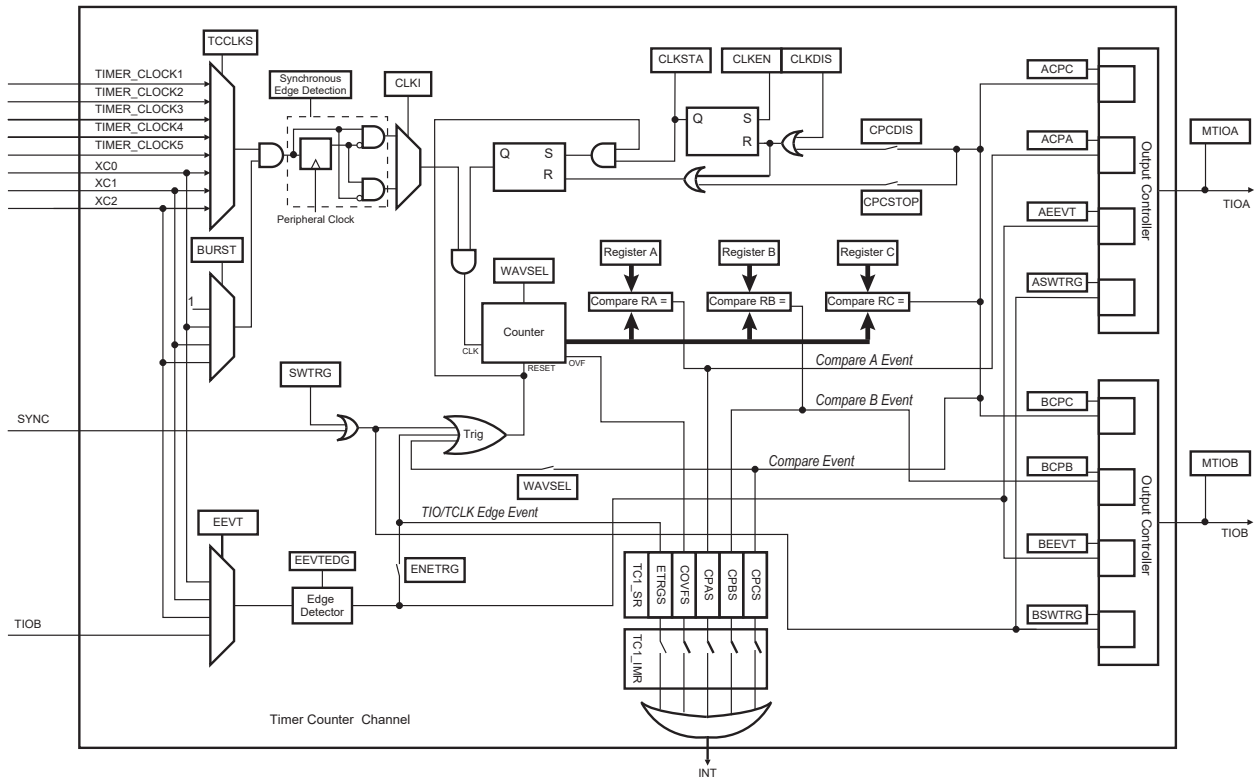 TCCLKS
TIMER_CLOCK1
TIMER_CLOCK2
TIMER_CLOCK3
TIMER_CLOCK4
TIMER_CLOCK5
XC0
XC1
XC2
Synchronous
Edge Detection
CLKI
Peripheral Clock
BURST
1
CLKSTA
CLKEN
CLKDIS
Q
S
R
Q
S
R
CPCDIS
CPCSTOP
ACPC
ACPA
AEEVT
ASWTRG
Output Controller
MTIOA
TIOA
Register A
Register B
Register C
Compare RA =
Compare RB =
Compare RC =
WAVSEL
Counter
CLK
RESET
OVF
SWTRG
SYNC
Trig
WAVSEL
Compare A Event
Compare B Event
Compare Event
TIO/TCLK Edge Event
BCPC
BCPB
BEEVT
BSWTRG
Output Controller
MTIOB
TIOB
EEVT
EEVTEDG
Edge
Detector
ENETRG
TIOB
TC1_SR
ETRGS
COVFS
CPAS
CPBS
CPCS
TC1_IMR
Timer Counter Channel
INT